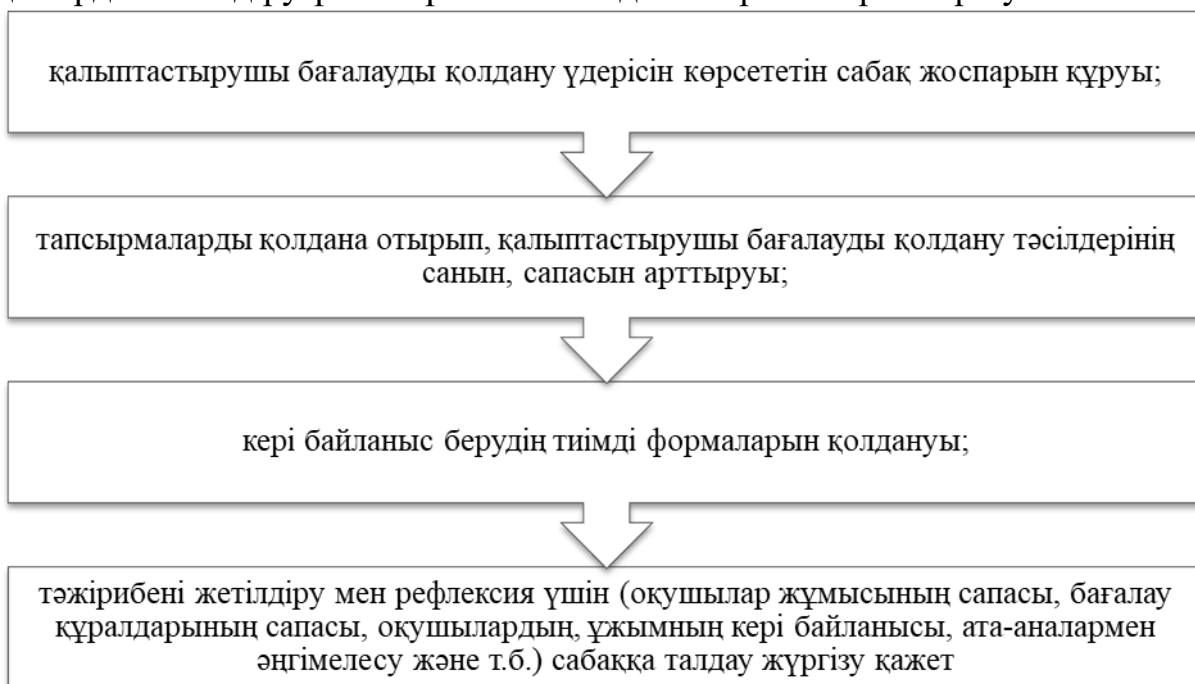 қалыптастырушы бағалауды қолдану үдерісін көрсететін сабақ жоспарын құруы;
тапсырмаларды қолдана отырып, қалыптастырушы бағалауды қолдану тәсілдерінің
санын, сапасын арттыруы;
кері байланыс берудің тиімді формаларын қолдануы;
тәжірибені жетілдіру мен рефлексия үшін (оқушылар жұмысының сапасы, бағалау
құралдарының сапасы, оқушылардың, ұжымның кері байланысы, ата-аналармен
әңгімелесу және т.б.) сабаққа талдау жүргізу қажет